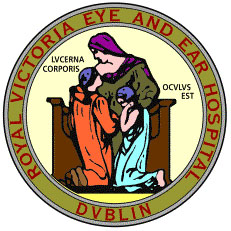 ROYAL VICTORIA EYE AND EAR HOSPITAL
LVCERNA
CORPORIS
OCVLVS
EST
DVBLIN